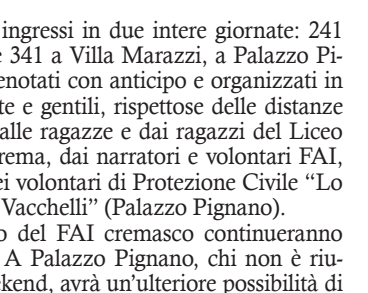 ingressi in due intere giornate: 241
e 341 a Villa Marazzi, a Palazzo Pi-
enotati con anticipo e organizzati in
te e gentili, rispettose delle distanze
alle ragazze e dai ragazzi del Liceo
rema, dai narratori e volontari FAI,
ei volontari di Protezione Civile “Lo
Vacchelli” (Palazzo Pignano).
o del FAI cremasco continueranno
A Palazzo Pignano, chi non è riu-
kend, avrà un'ulteriore possibilità di